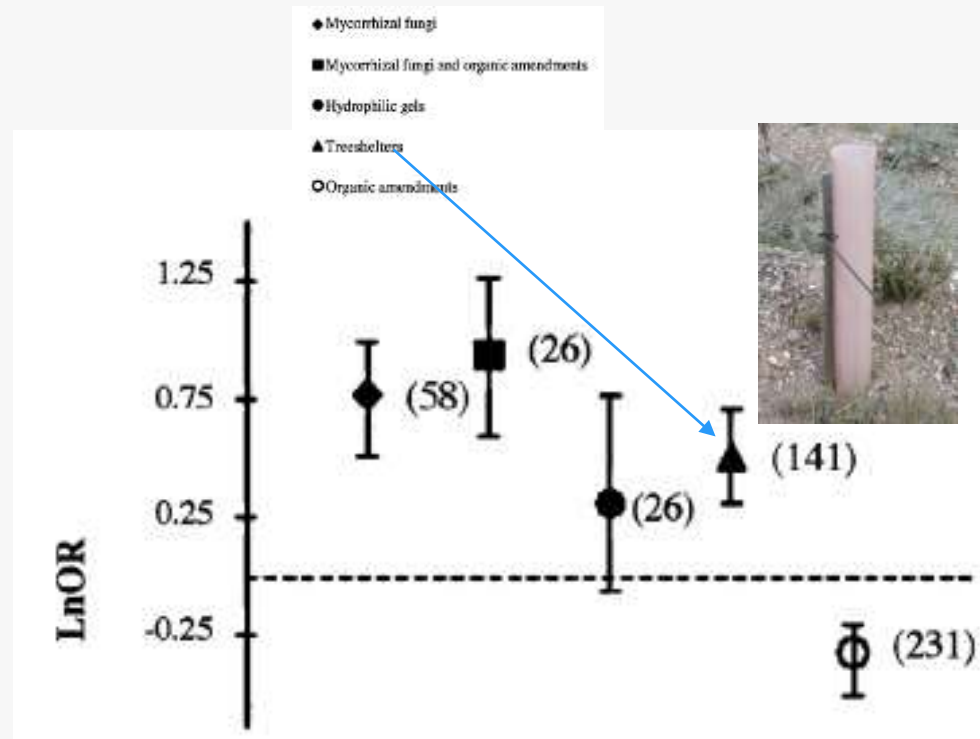 Mycorrhizal fungi
Mycorrhizal fungi and organic amendments
Hydrophilic gels
Treeshelters
Organic amendments
1.25
0.75
0.25
-0.25
LnOR
(58)
(26)
(26)
(141)
(231)